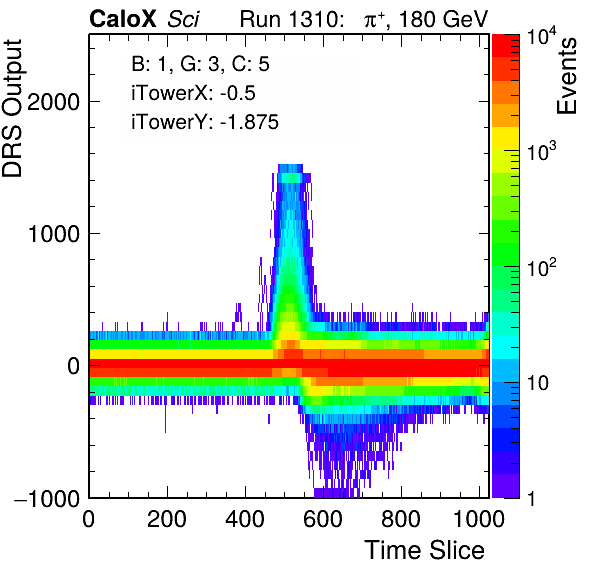 CaloX Sci Run 1310: π⁺, 180 GeV
B: 1, G: 3, C: 5
iTowerX: -0.5
iTowerY: -1.875
DRS Output
2000
1000
0
−1000
0 200 400 600 800 1000
Time Slice
Events
10⁴
10³
10²
10
1